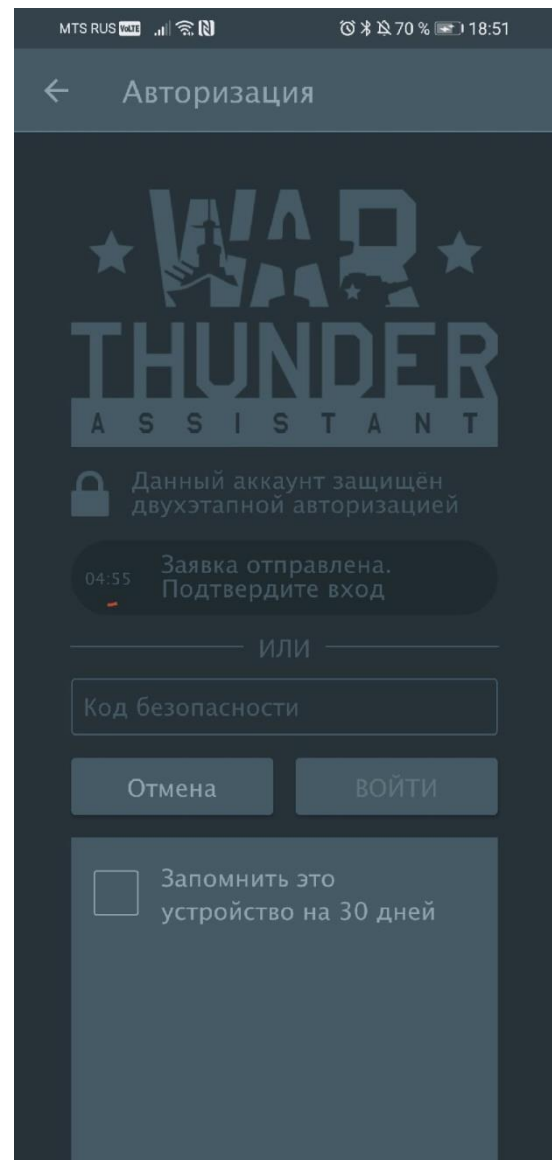 MTS RUS VoLTE 70 % 18:51
Авторизация
WAR
THUNDER
ASSISTANT
Данный аккаунт защищён
двухэтапной авторизацией
04:55
Заявка отправлена.
Подтвердите вход
ИЛИ
Код безопасности
Отмена ВОЙТИ
Запомнить это
устройство на 30 дней